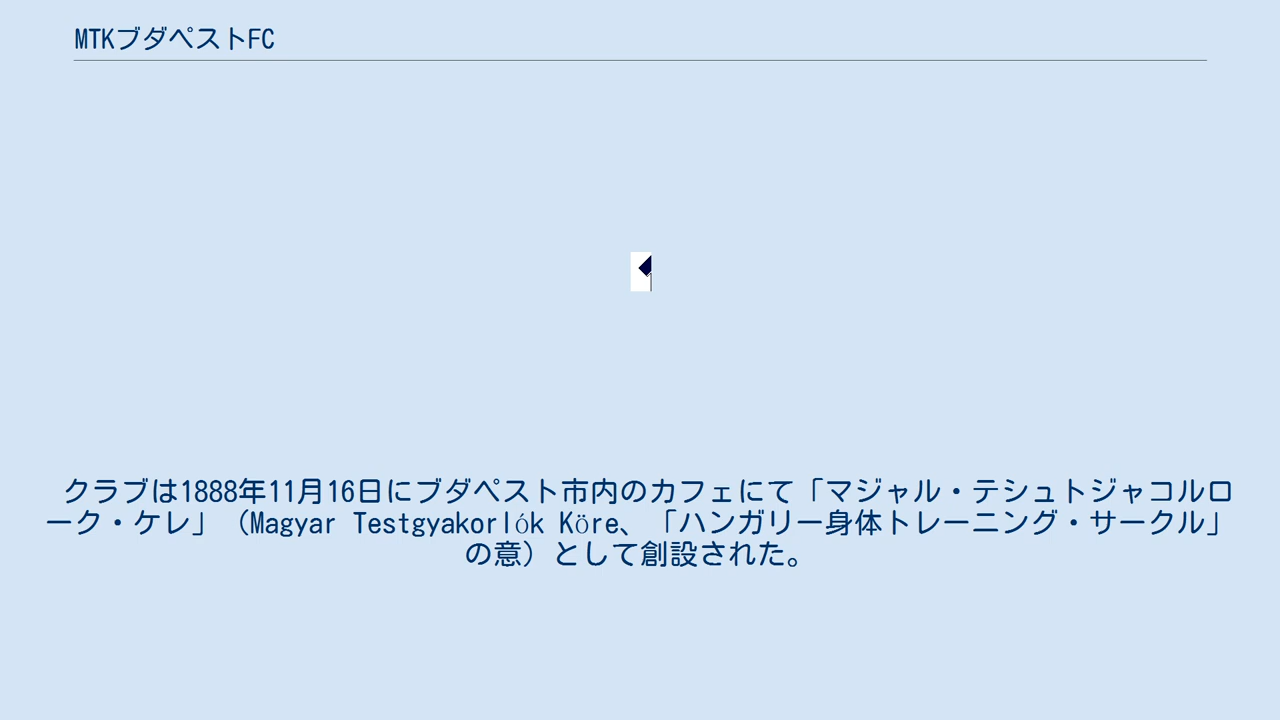 MTKブダペストFC
クラブは1888年11月16日にブダペスト市内のカフェにて「マジャル・テシュトジャコルロ
ーク・ケレ」（Magyar Testgyakorlók Köre、「ハンガリー身体トレーニング・サークル」
の意）として創設された。